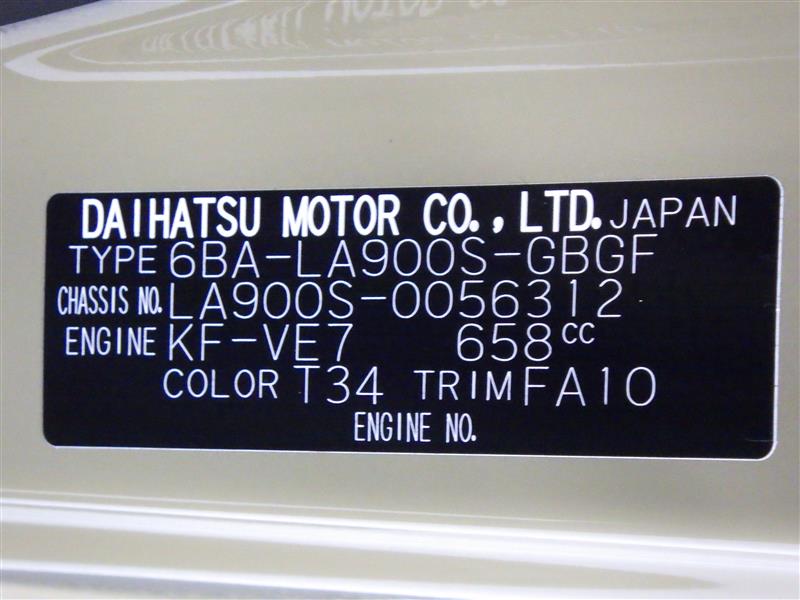 DAIHATSU MOTOR CO., LTD. JAPAN
TYPE 6BA-LA900S-GBGF
CHASSIS NO. LA900S-0056312
ENGINE KF-VE7 658cc
COLOR T34 TRIM FA10
ENGINE NO.